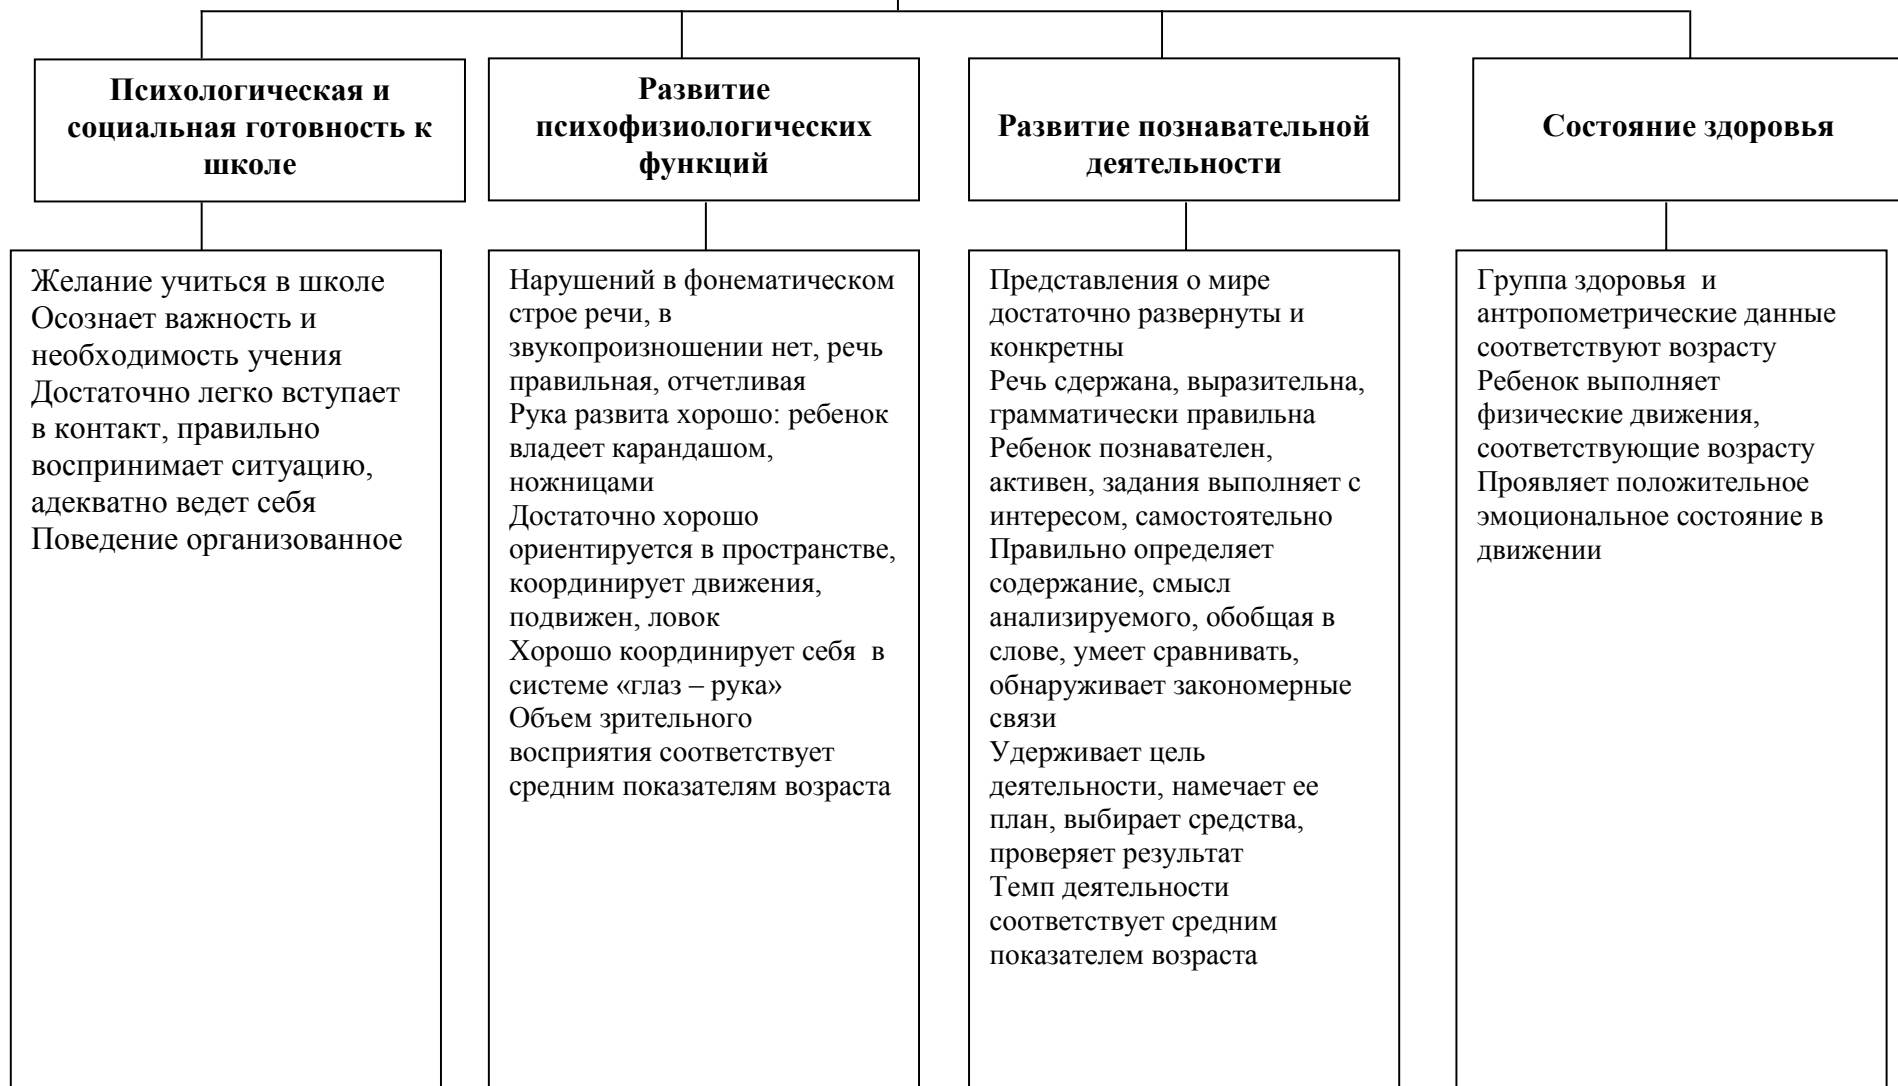 Психологическая и
социальная готовность к
школе
Развитие
психофизиологических
функций
Развитие познавательной
деятельности
Состояние здоровья
Желание учиться в школе
Осознает важность и
необходимость учения
Достаточно легко вступает
в контакт, правильно
воспринимает ситуацию,
адекватно ведет себя
Поведение организованное
Нарушений в фонематическом
строе речи, в
звукопроизношении нет, речь
правильная, отчетливая
Рука развита хорошо: ребенок
владеет карандашом,
ножницами
Достаточно хорошо
ориентируется в пространстве,
координирует движения,
подвижен, ловок
Хорошо координирует себя  в
системе «глаз – рука»
Объем зрительного
восприятия соответствует
средним показателям возраста
Представления о мире
достаточно развернуты и
конкретны
Речь сдержана, выразительна,
грамматически правильна
Ребенок познавателен,
активен, задания выполняет с
интересом, самостоятельно
Правильно определяет
содержание, смысл
анализируемого, обобщая в
слове, умеет сравнивать,
обнаруживает закономерные
связи
Удерживает цель
деятельности, намечает ее
план, выбирает средства,
проверяет результат
Темп деятельности
соответствует средним
показателем возраста
Группа здоровья  и
антропометрические данные
соответствуют возрасту
Ребенок выполняет
физические движения,
соответствующие возрасту
Проявляет положительное
эмоциональное состояние в
движении